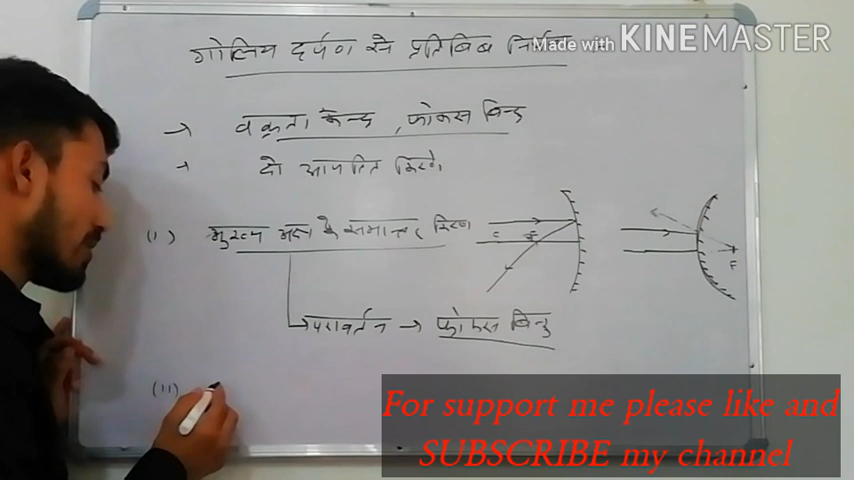 गोलिय दर्पण से प्रतिबिंब
Made with KINEMASTER
→ वक्रता केन्द्र, फोकस बिन्दु
→ दो आपतित किरणे
(i) मुख्य अक्ष के समान्तर किरण
C F
F
→ परावर्तन → फोकस बिन्दु
(ii)
For support me please like and
SUBSCRIBE my channel